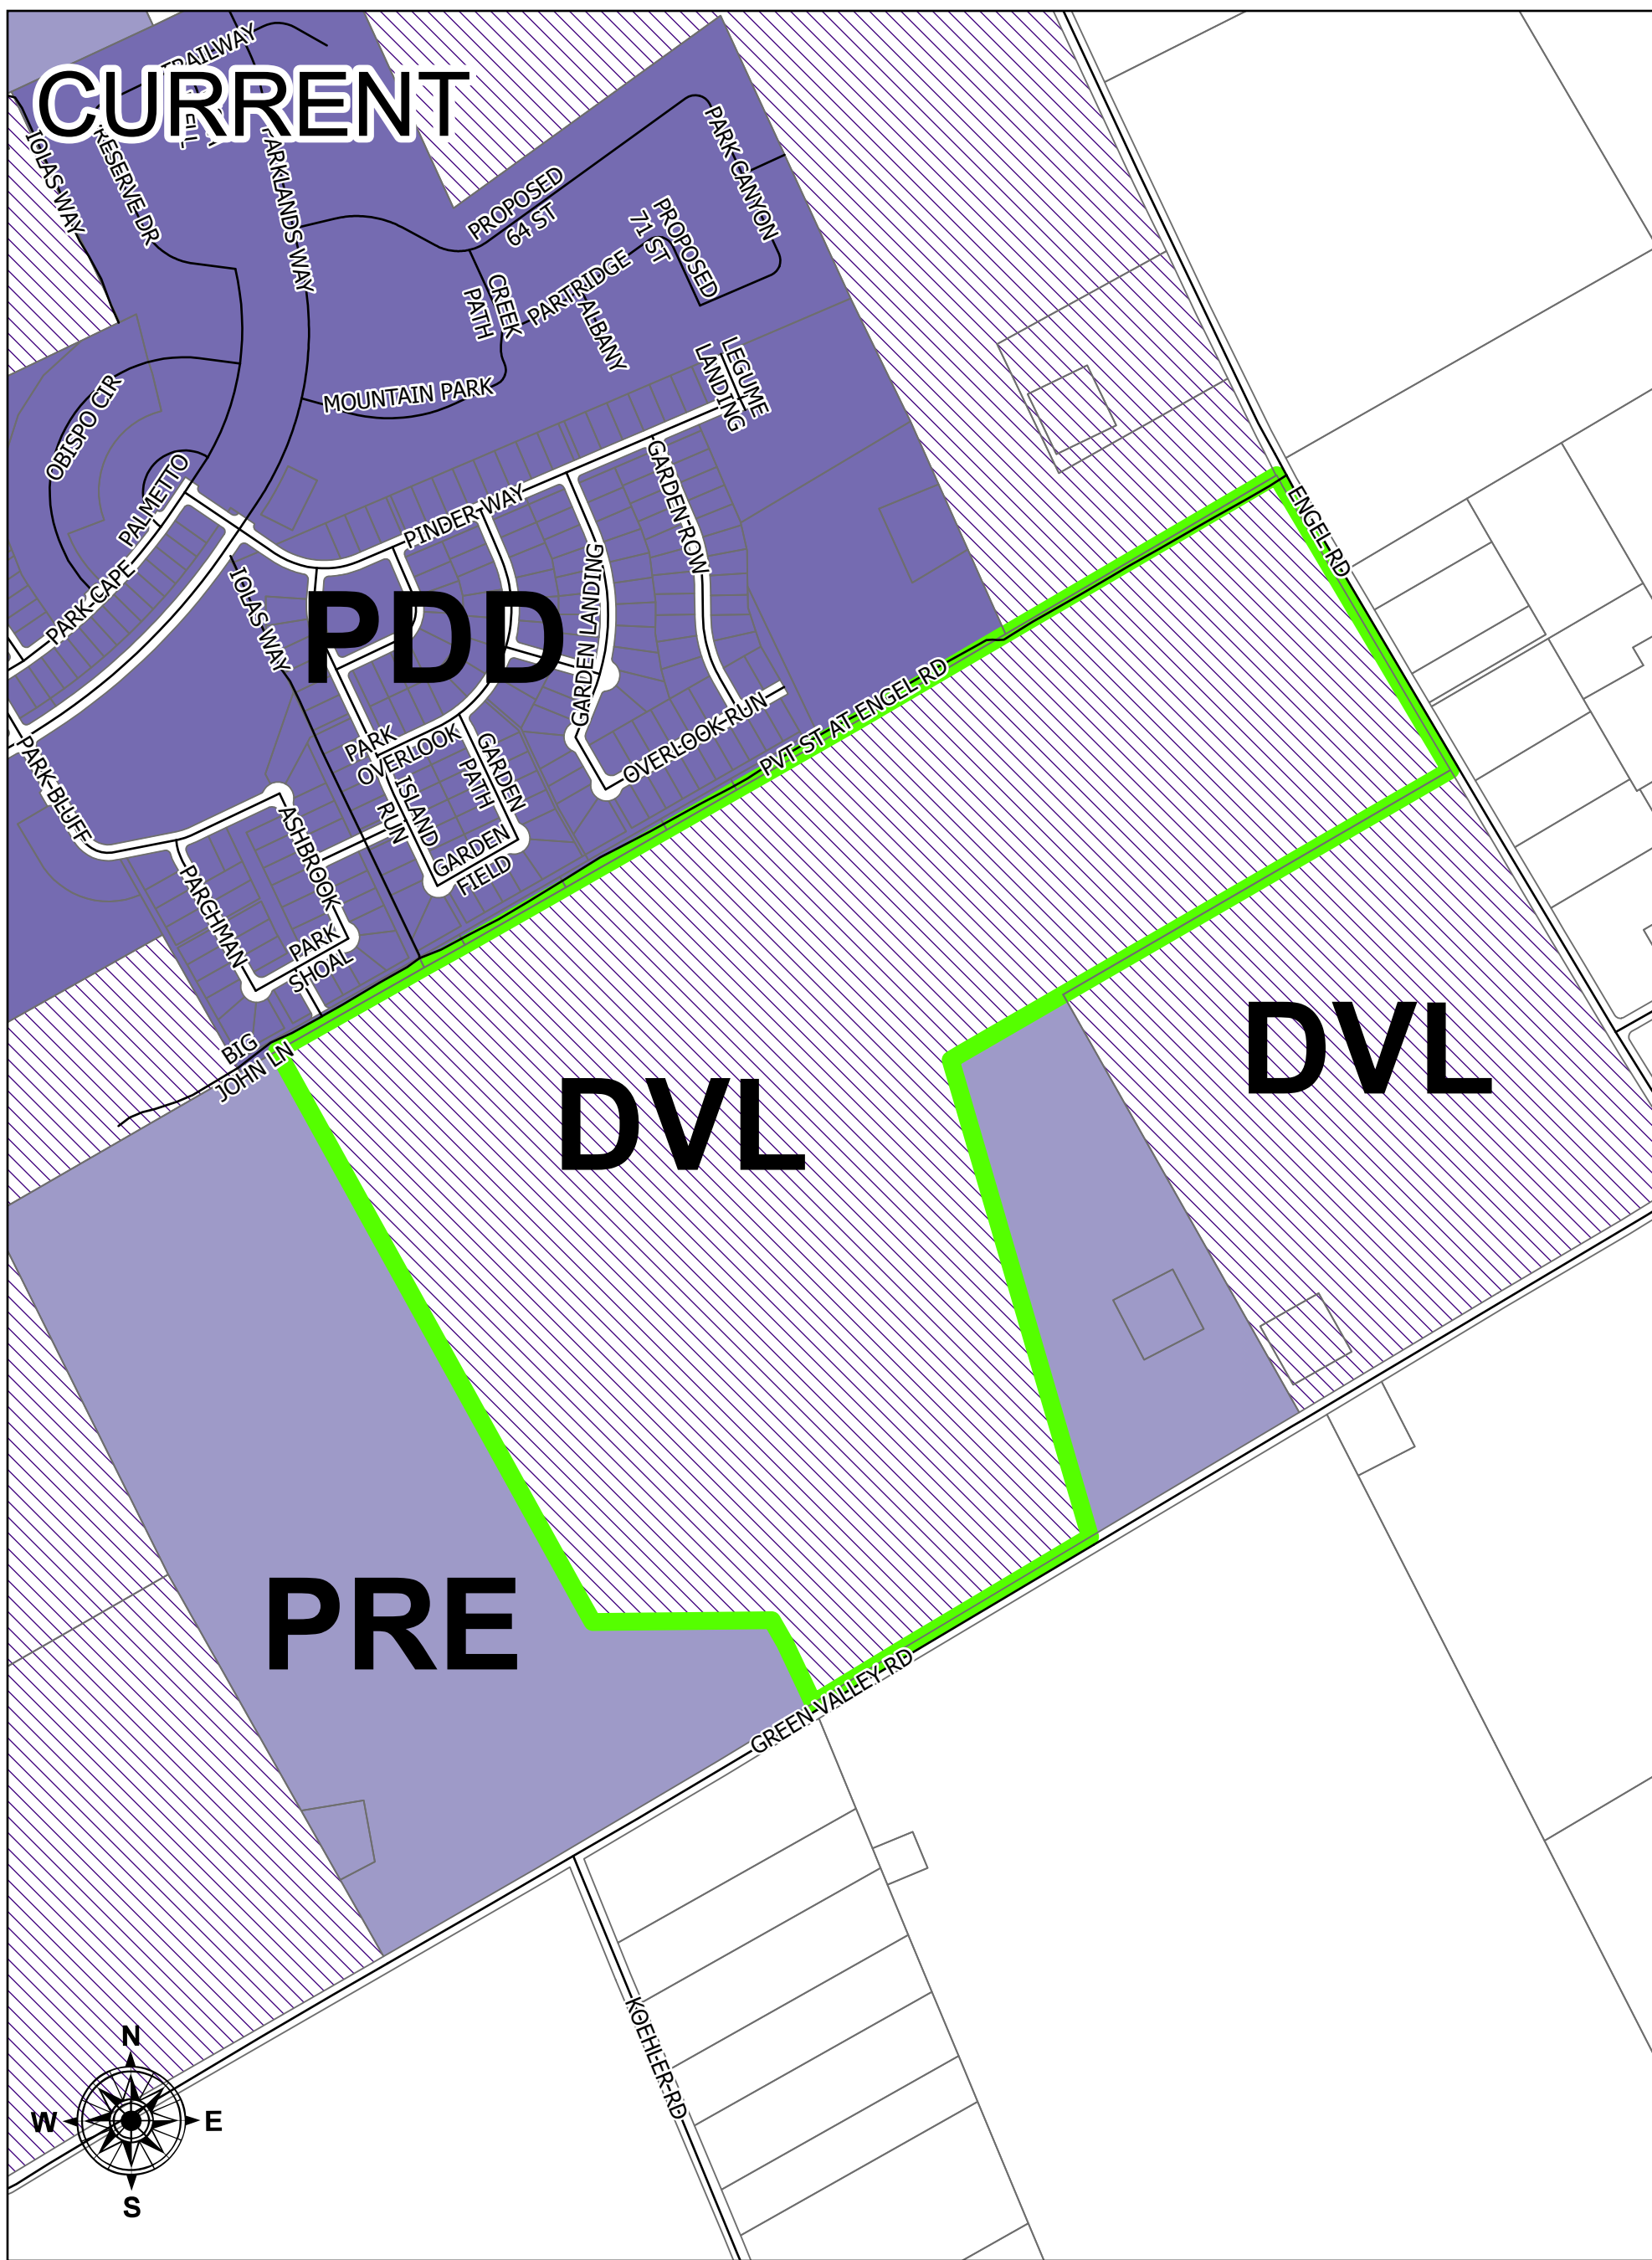 CURRENT
TRAILWAY
IOLAS WAY
RESERVE DR
PARKLANDS WAY
PROPOSED
64 ST
PARK CANYON
PROPOSED
71 ST
CREEK
PATH
PARTRIDGE
ALBANY
MOUNTAIN PARK
LEGUME
LANDING
OBISPO CIR
PALMETTO
PARK CAPE
PINDER WAY
GARDEN ROW
ENGEL RD
IOLAS WAY
PDD
GARDEN LANDING
PARK
OVERLOOK
OVERLOOK RUN
PVT ST AT ENGEL RD
PARK BLUFF
ISLAND
RUN
GARDEN
PATH
GARDEN
FIELD
ASHBROOK
PARCHMAN
PARK
SHOAL
BIG
JOHN LN
DVL
DVL
PRE
GREEN VALLEY RD
KOEHLER RD
N
W
E
S